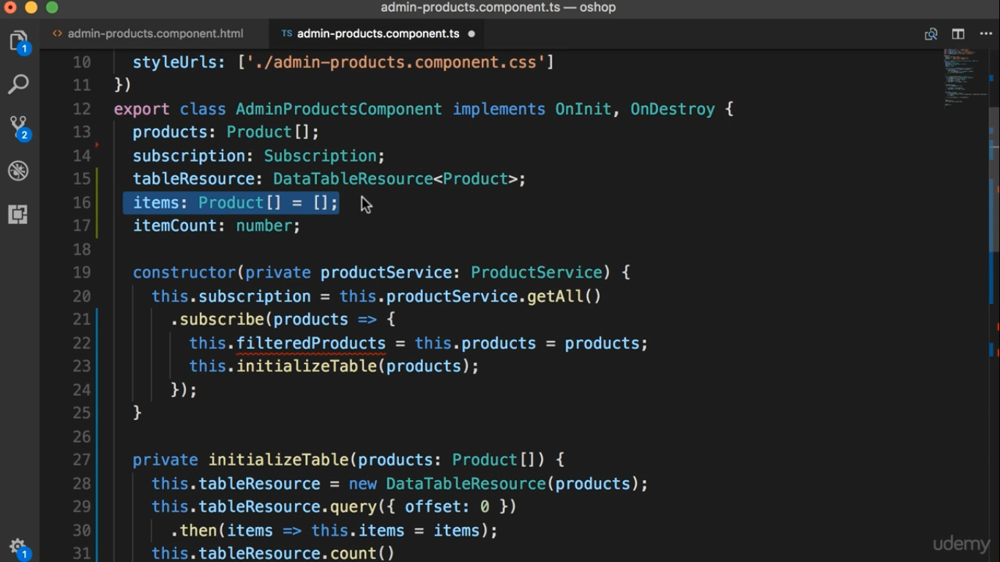 admin-products.component.ts — oshop
<> admin-products.component.html TS admin-products.component.ts
1
2
1
10 styleUrls: ['./admin-products.component.css']
11 })
12 export class AdminProductsComponent implements OnInit, OnDestroy {
13 products: Product[];
14 subscription: Subscription;
15 tableResource: DataTableResource<Product>;
16 items: Product[] = [];
17 itemCount: number;
18
19 constructor(private productService: ProductService) {
20 this.subscription = this.productService.getAll()
21 .subscribe(products => {
22 this.filteredProducts = this.products = products;
23 this.initializeTable(products);
24 });
25 }
26
27 private initializeTable(products: Product[]) {
28 this.tableResource = new DataTableResource(products);
29 this.tableResource.query({ offset: 0 })
30 .then(items => this.items = items);
31 this.tableResource.count()
udemy